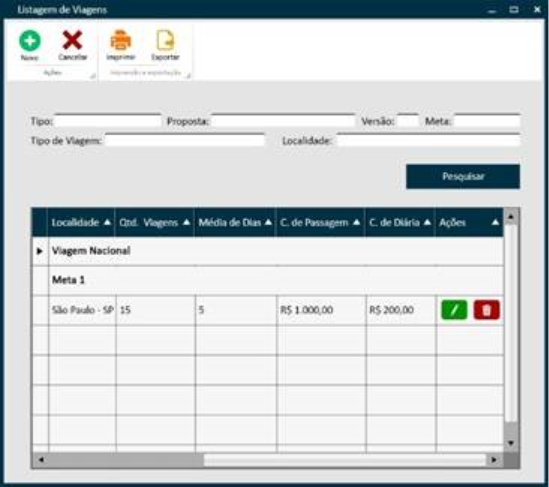 Listagem de Viagens
Novo Cancelar Imprimir Exportar
Ações Impressão e exportação
Tipo: Proposta: Versão: Meta:
Tipo de Viagem: Localidade:
Pesquisar
Localidade Qtd. Viagens Média de Dias C. de Passagem C. de Diária Ações
Viagem Nacional
Meta 1
São Paulo - SP 15 5 R$ 1.000,00 R$ 200,00